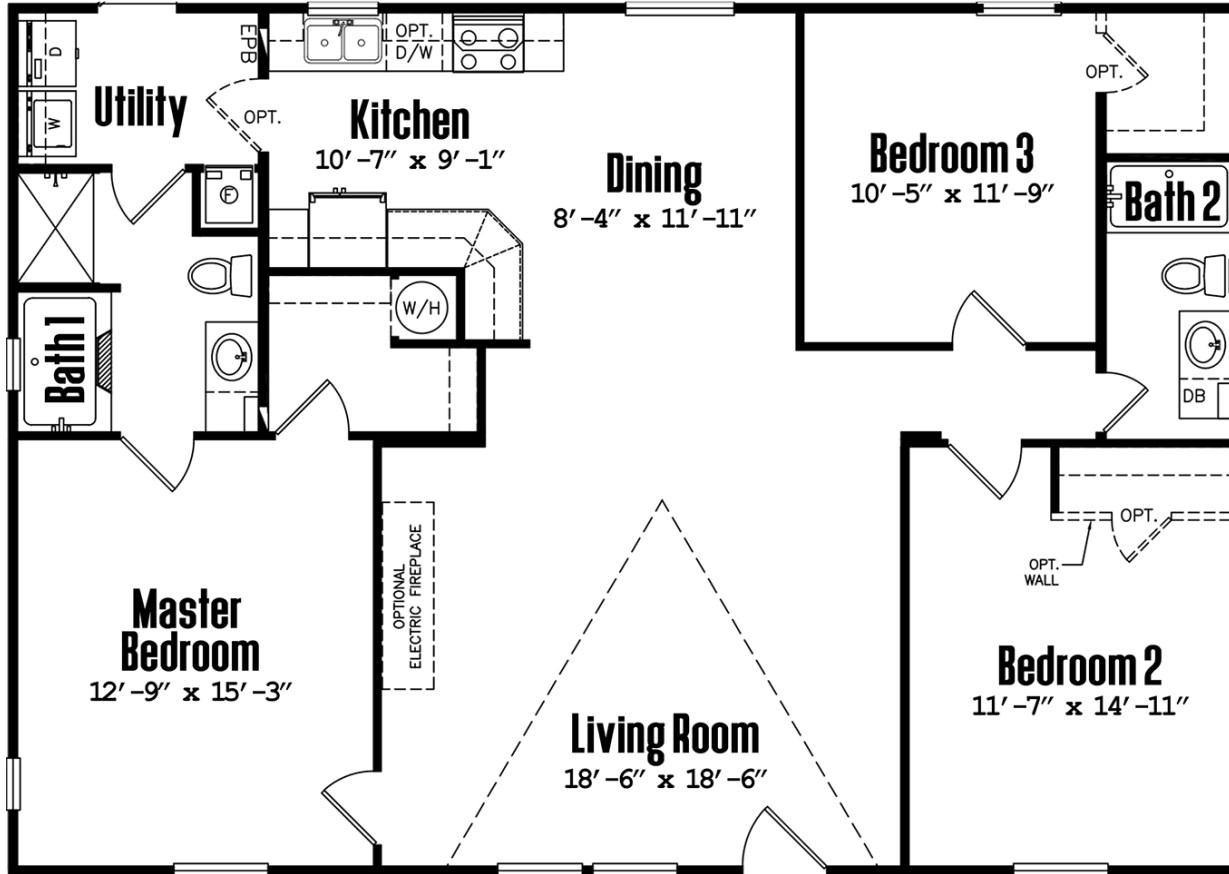 D
W
EPB
Utility
OPT.
F
OPT.
D/W
Kitchen
10'-7" x 9'-1"
Dining
8'-4" x 11'-11"
Bedroom 3
10'-5" x 11'-9"
OPT.
Bath 2
DB
W/H
Bath 1
Master
Bedroom
12'-9" x 15'-3"
OPTIONAL
ELECTRIC FIREPLACE
Living Room
18'-6" x 18'-6"
OPT.
OPT.
WALL
Bedroom 2
11'-7" x 14'-11"